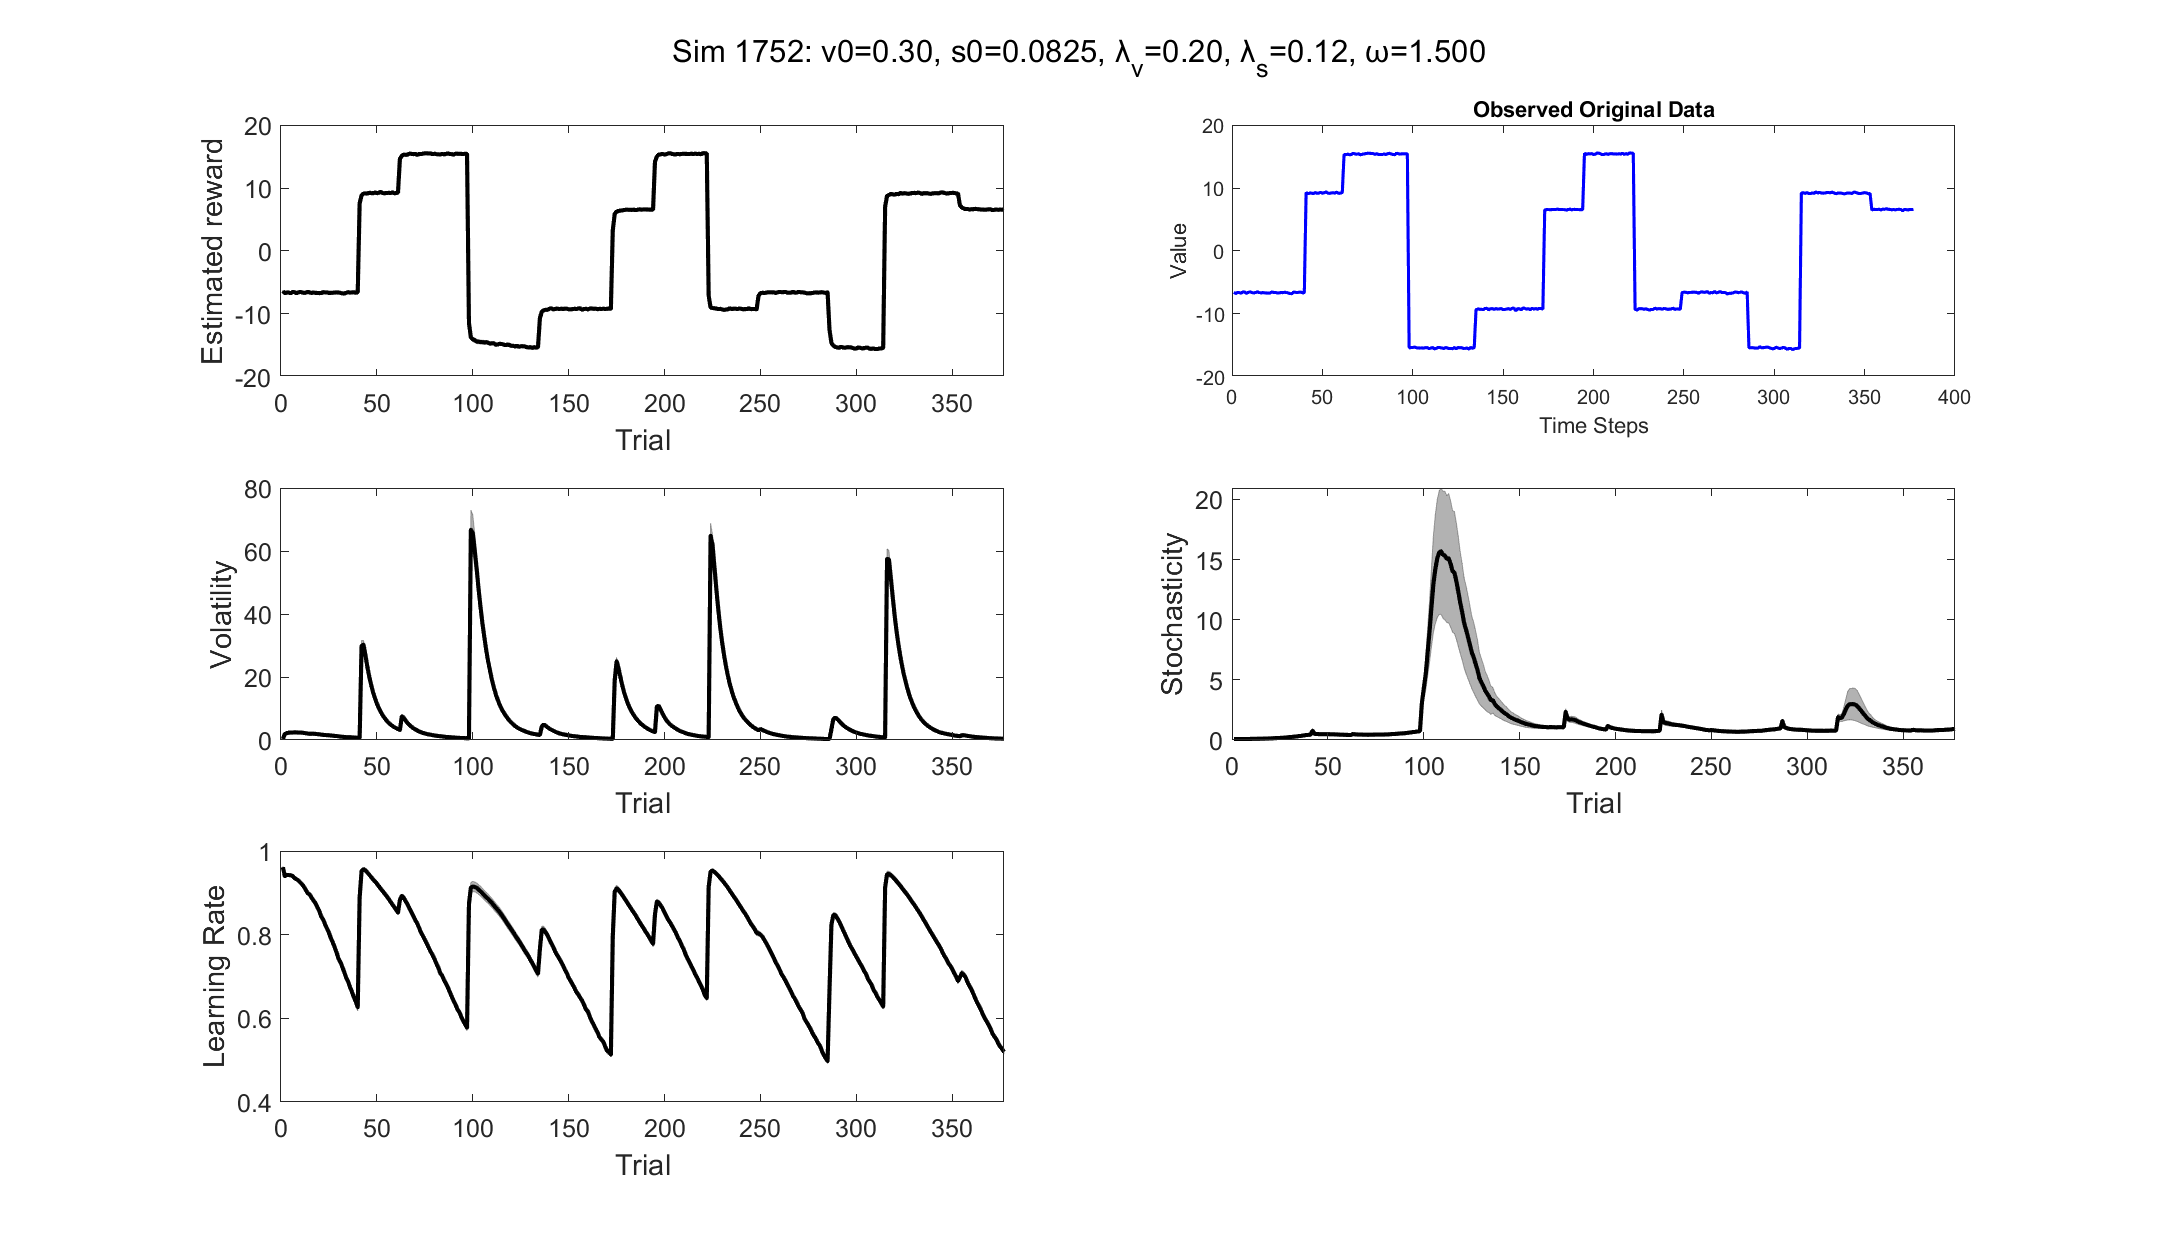 Sim 1752: v0=0.30, s0=0.0825, λv=0.20, λs=0.12, ω=1.500
20
10
0
-10
-20
Estimated reward
0 50 100 150 200 250 300 350
Trial
Observed Original Data
20
10
0
-10
-20
Value
0 50 100 150 200 250 300 350 400
Time Steps
80
60
40
20
0
Volatility
0 50 100 150 200 250 300 350
Trial
20
15
10
5
0
Stochasticity
0 50 100 150 200 250 300 350
Trial
1
0.8
0.6
0.4
Learning Rate
0 50 100 150 200 250 300 350
Trial